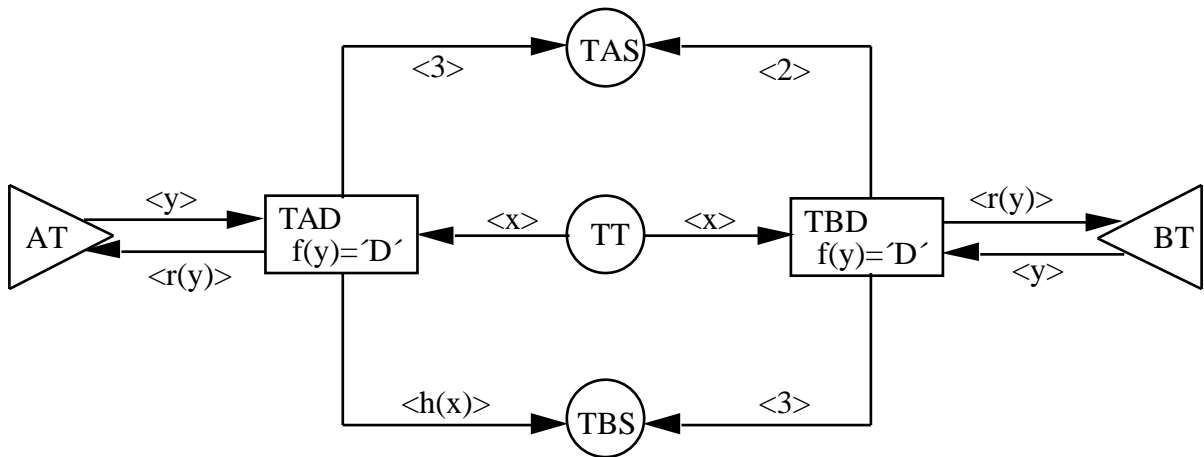 TAS
<3>
<2>
<y>
TAD
f(y)=´D´
<x>
TT
<x>
TBD
f(y)=´D´
<r(y)>
AT
BT
<r(y)>
<y>
<h(x)>
TBS
<3>